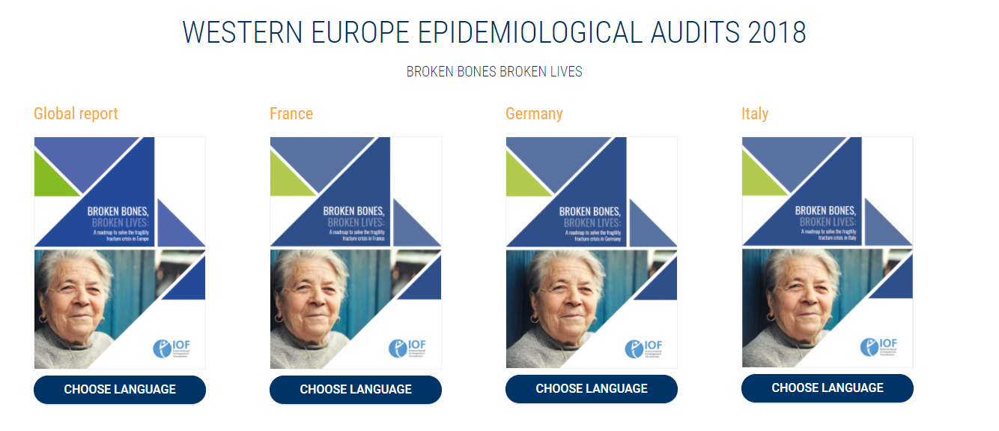 WESTERN EUROPE EPIDEMIOLOGICAL AUDITS 2018
BROKEN BONES BROKEN LIVES
Global report
BROKEN BONES,
BROKEN LIVES:
A roadmap to solve the fragility
fracture crisis in Europe
IOF
International
Osteoporosis
Foundation
CHOOSE LANGUAGE
France
BROKEN BONES,
BROKEN LIVES:
A roadmap to solve the fragility
fracture crisis in France
IOF
International
Osteoporosis
Foundation
CHOOSE LANGUAGE
Germany
BROKEN BONES,
BROKEN LIVES:
A roadmap to solve the fragility
fracture crisis in Germany
IOF
International
Osteoporosis
Foundation
CHOOSE LANGUAGE
Italy
BROKEN BONES,
BROKEN LIVES:
A roadmap to solve the fragility
fracture crisis in Italy
IOF
International
Osteoporosis
Foundation
CHOOSE LANGUAGE